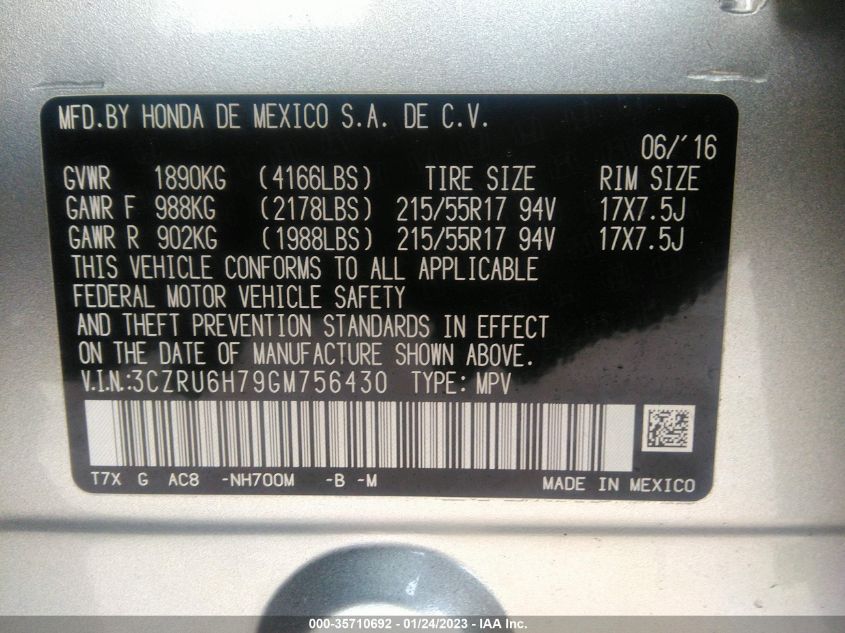 MFD.BY HONDA DE MEXICO S.A. DE C.V.
06/'16
GVWR 1890KG (4166LBS) TIRE SIZE RIM SIZE
GAWR F 988KG (2178LBS) 215/55R17 94V 17X7.5J
GAWR R 902KG (1988LBS) 215/55R17 94V 17X7.5J
THIS VEHICLE CONFORMS TO ALL APPLICABLE
FEDERAL MOTOR VEHICLE SAFETY
AND THEFT PREVENTION STANDARDS IN EFFECT
ON THE DATE OF MANUFACTURE SHOWN ABOVE.
V.I.N.:3CZRU6H79GM756430 TYPE: MPV
T7X G AC8 -NH700M -B -M MADE IN MEXICO
000-35710692 - 01/24/2023 - IAA Inc.